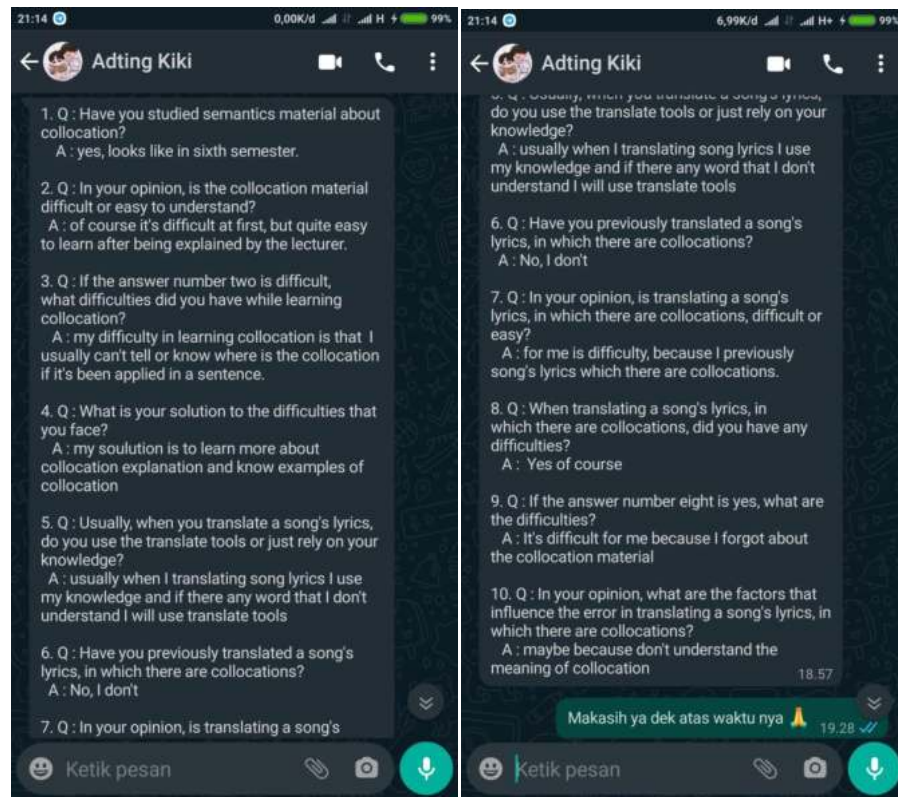 21:14
0,00K/d
H
99%
Adting Kiki
1. Q : Have you studied semantics material about
collocation?
A : yes, looks like in sixth semester.
2. Q : In your opinion, is the collocation material
difficult or easy to understand?
A : of course it's difficult at first, but quite easy
to learn after being explained by the lecturer.
3. Q : If the answer number two is difficult,
what difficulties did you have while learning
collocation?
A : my difficulty in learning collocation is that I
usually can't tell or know where is the collocation
if it's been applied in a sentence.
4. Q : What is your solution to the difficulties that
you face?
A : my soulution is to learn more about
collocation explanation and know examples of
collocation
5. Q : Usually, when you translate a song's lyrics,
do you use the translate tools or just rely on your
knowledge?
A : usually when I translating song lyrics I use
my knowledge and if there any word that I don't
understand I will use translate tools
6. Q : Have you previously translated a song's
lyrics, in which there are collocations?
A : No, I don't
7. Q : In your opinion, is translating a song's
Ketik pesan
21:14
6,99K/d
H+
99%
Adting Kiki
5. Q : Usually, when you translate a song's lyrics,
do you use the translate tools or just rely on your
knowledge?
A : usually when I translating song lyrics I use
my knowledge and if there any word that I don't
understand I will use translate tools
6. Q : Have you previously translated a song's
lyrics, in which there are collocations?
A : No, I don't
7. Q : In your opinion, is translating a song's
lyrics, in which there are collocations, difficult or
easy?
A : for me is difficulty, because I previously
song's lyrics which there are collocations.
8. Q : When translating a song's lyrics, in
which there are collocations, did you have any
difficulties?
A : Yes of course
9. Q : If the answer number eight is yes, what are
the difficulties?
A : It's difficult for me because I forgot about
the collocation material
10. Q : In your opinion, what are the factors that
influence the error in translating a song's lyrics, in
which there are collocations?
A : maybe because don't understand the
meaning of collocation
18.57
Makasih ya dek atas waktu nya 🙏
19.28
Ketik pesan